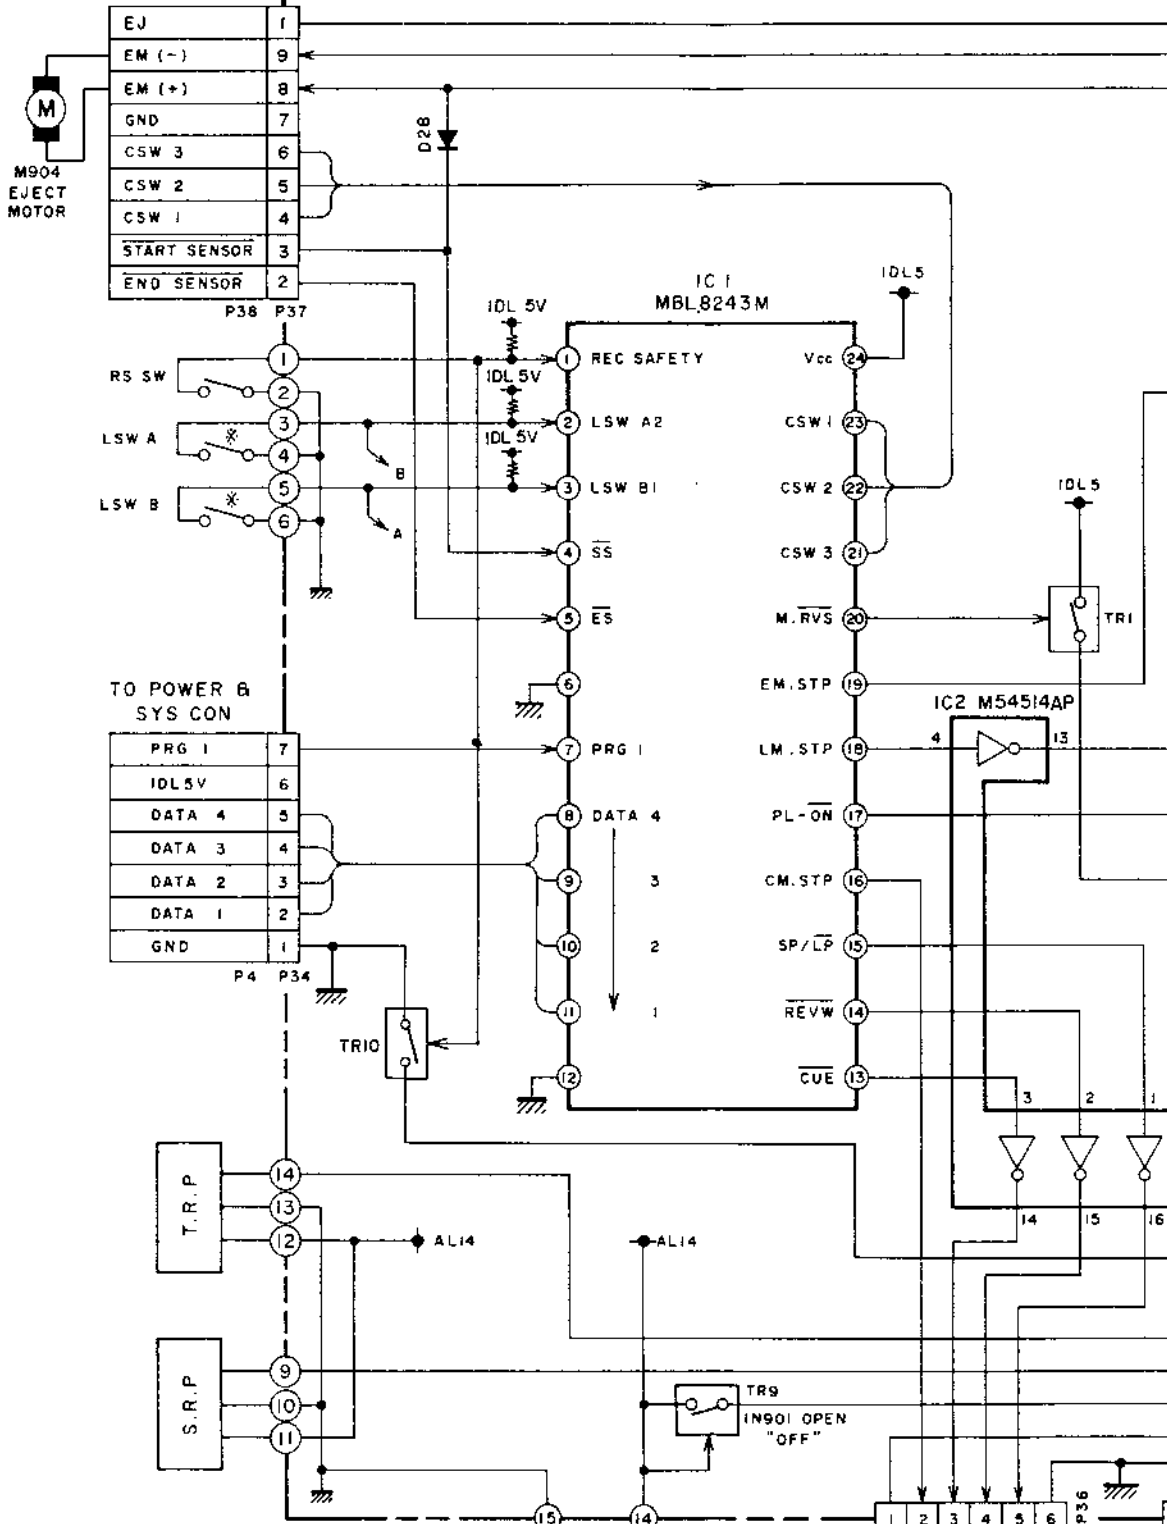 EJ 1
EM (-) 9
EM (+) 8
GND 7
CSW 3 6
CSW 2 5
CSW 1 4
START SENSOR 3
END SENSOR 2
P38 P37
M
M904
EJECT
MOTOR
D28
RS SW
1
2
LSW A
*
3
4
LSW B
*
5
6
B
A
IDL 5V
IDL 5V
IDL 5V
IC 1
MBL8243M
IDL5
1 REC SAFETY Vcc 24
2 LSW A2 CSW 1 23
3 LSW B1 CSW 2 22
4 SS CSW 3 21
5 ES M.RVS 20
6 EM.STP 19
7 PRG 1 LM.STP 18
8 DATA 4 PL-ON 17
9 3 CM.STP 16
10 2 SP/LP 15
11 1 REVW 14
12 CUE 13
IDL5
TR1
IC2 M54514AP
4 13
3 2 1
14 15 16
TO POWER &
SYS CON
PRG 1 7
IDL5V 6
DATA 4 5
DATA 3 4
DATA 2 3
DATA 1 2
GND 1
P4 P34
TR10
T.R.P
14
13
12
AL14
AL14
S.R.P
9
10
11
TR9
IN901 OPEN
"OFF"
15
14
1 2 3 4 5 6
P36